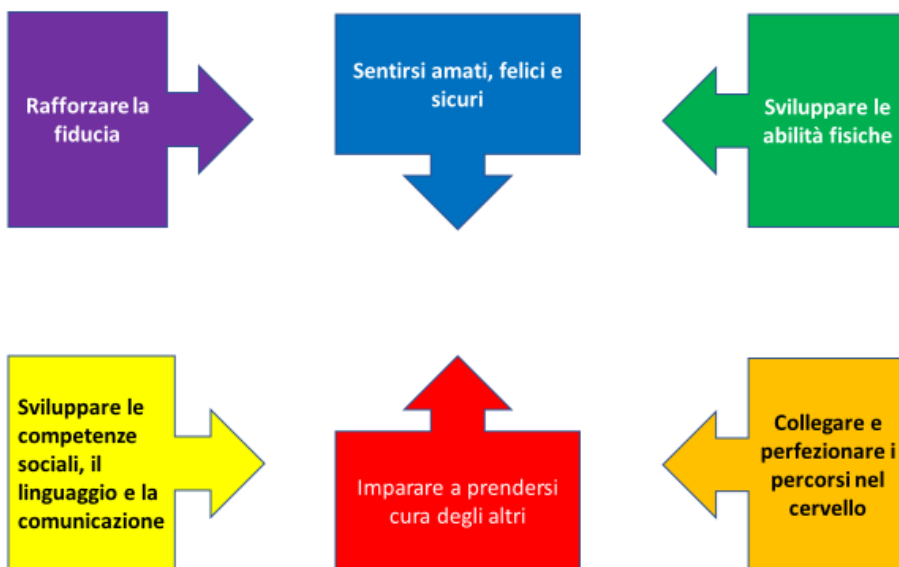 Rafforzare la
fiducia
Sentirsi amati, felici e
sicuri
Sviluppare le
abilità fisiche
Sviluppare le
competenze
sociali, il
linguaggio e la
comunicazione
Imparare a prendersi
cura degli altri
Collegare e
perfezionare i
percorsi nel
cervello